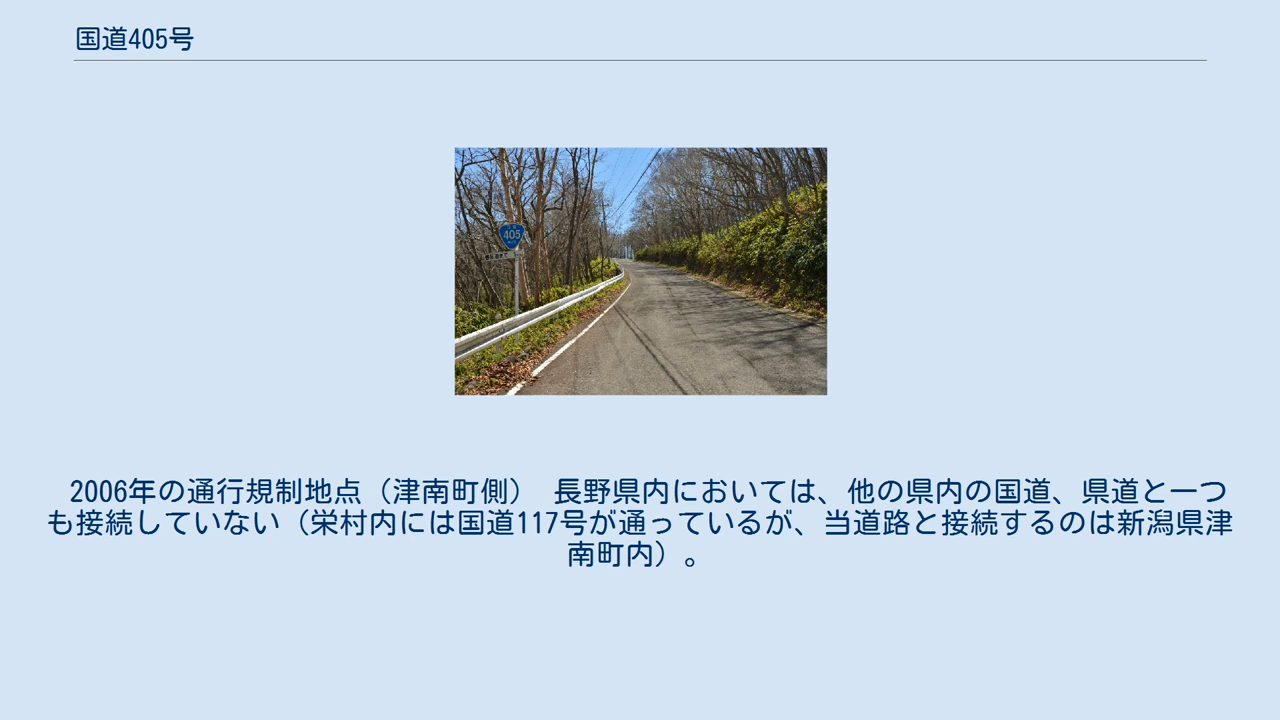 国道405号
405
2006年の通行規制地点（津南町側）　長野県内においては、他の県内の国道、県道と一つ
も接続していない（栄村内には国道117号が通っているが、当道路と接続するのは新潟県津
南町内）。